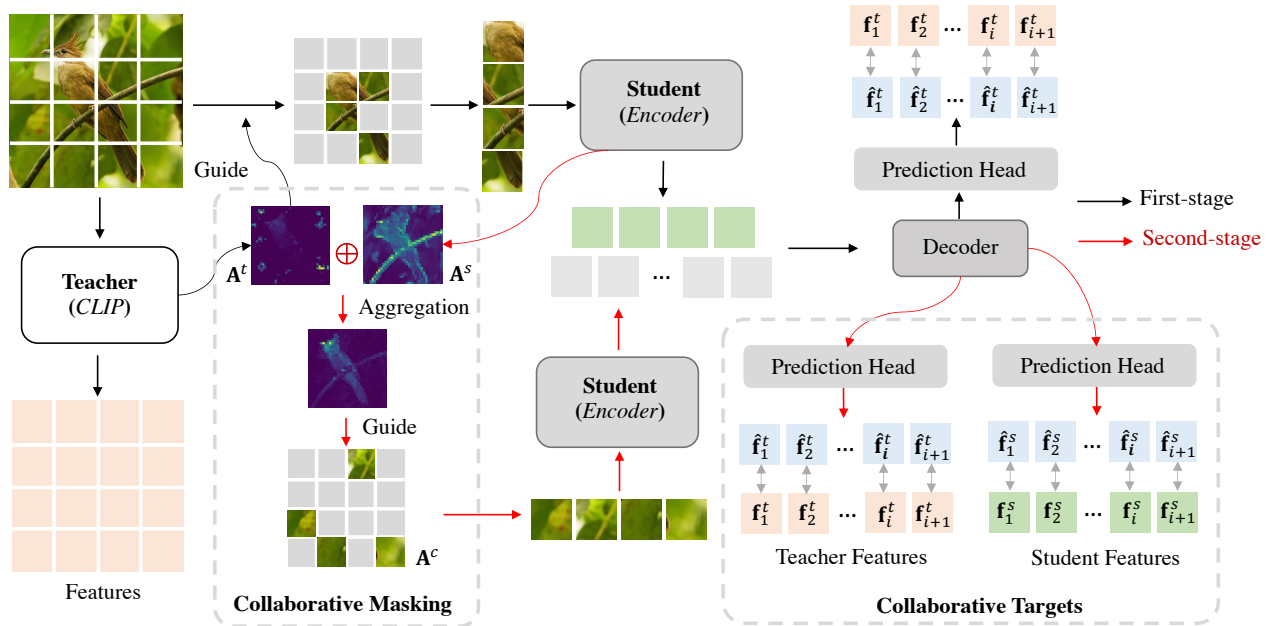 f₁ᵗ f₂ᵗ ... fᵢᵗ fᵢ₊₁ᵗ
f̂₁ᵗ f̂₂ᵗ ... f̂ᵢᵗ f̂ᵢ₊₁ᵗ
Prediction Head
Student
(Encoder)
Guide
First-stage
Second-stage
Decoder
Teacher
(CLIP)
Aᵗ
⊕
Aˢ
Aggregation
...
Student
(Encoder)
Guide
Aᶜ
Features
Collaborative Masking
Prediction Head
Prediction Head
f̂₁ᵗ f̂₂ᵗ ... f̂ᵢᵗ f̂ᵢ₊₁ᵗ
f̂₁ˢ f̂₂ˢ ... f̂ᵢˢ f̂ᵢ₊₁ˢ
f₁ᵗ f₂ᵗ ... fᵢᵗ fᵢ₊₁ᵗ
f₁ˢ f₂ˢ ... fᵢˢ fᵢ₊₁ˢ
Teacher Features
Student Features
Collaborative Targets